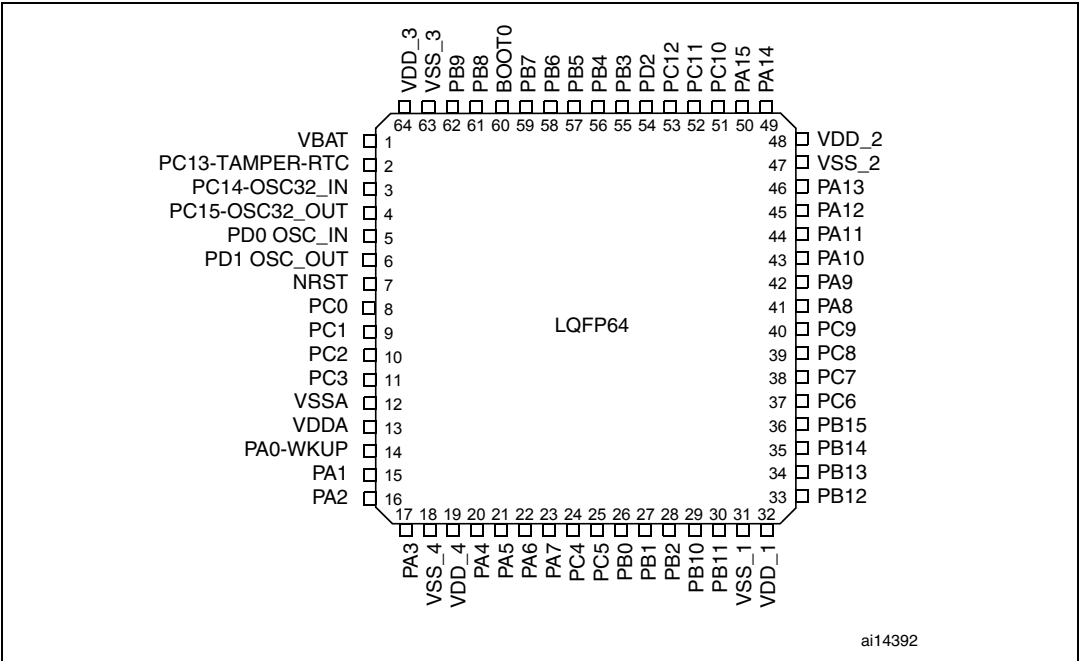 VDD_3
VSS_3
PB9
PB8
BOOT0
PB7
PB6
PB5
PB4
PB3
PD2
PC12
PC11
PC10
PA15
PA14
64 63 62 61 60 59 58 57 56 55 54 53 52 51 50 49
VBAT 1
PC13-TAMPER-RTC 2
PC14-OSC32_IN 3
PC15-OSC32_OUT 4
PD0 OSC_IN 5
PD1 OSC_OUT 6
NRST 7
PC0 8
PC1 9
PC2 10
PC3 11
VSSA 12
VDDA 13
PA0-WKUP 14
PA1 15
PA2 16
LQFP64
48 VDD_2
47 VSS_2
46 PA13
45 PA12
44 PA11
43 PA10
42 PA9
41 PA8
40 PC9
39 PC8
38 PC7
37 PC6
36 PB15
35 PB14
34 PB13
33 PB12
17 18 19 20 21 22 23 24 25 26 27 28 29 30 31 32
PA3
VSS_4
VDD_4
PA4
PA5
PA6
PA7
PC4
PC5
PB0
PB1
PB2
PB10
PB11
VSS_1
VDD_1
ai14392